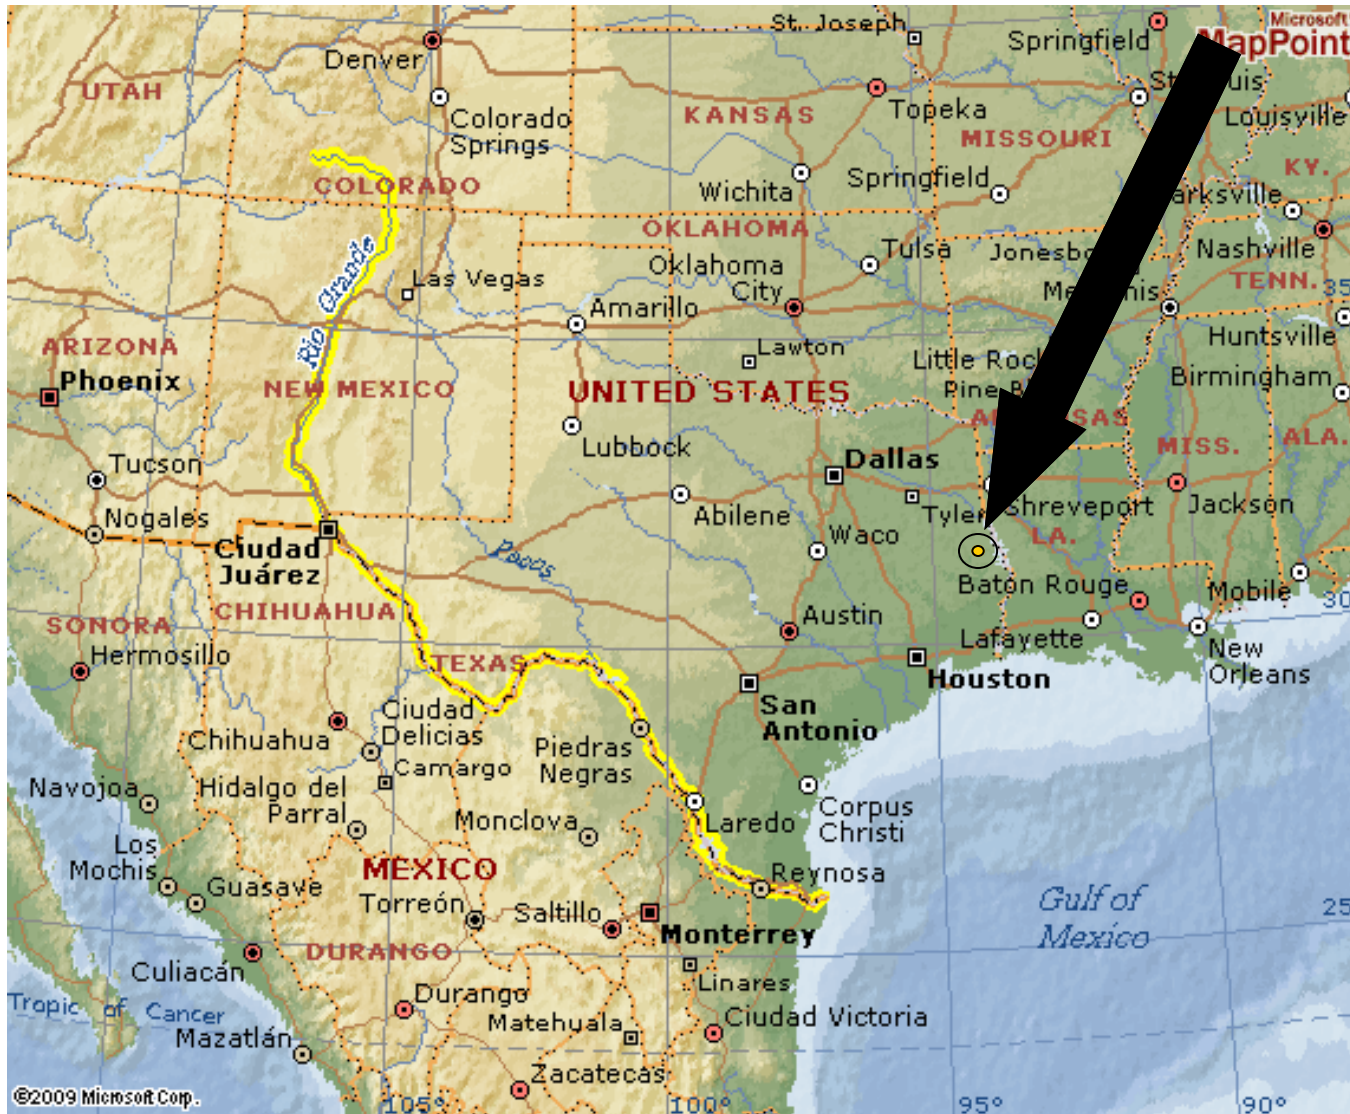 Microsoft
MapPoint
St. Joseph
Springfield
Denver
UTAH
Topeka
KANSAS
Louisville
Colorado
Springs
MISSOURI
COLORADO
Wichita
Springfield
KY.
OKLAHOMA
Nashville
Rio Grande
Las Vegas
Oklahoma
City
Tulsa
TENN.
35
Amarillo
Huntsville
ARIZONA
Phoenix
NEW MEXICO
Lawton
Little Rock
Birmingham
UNITED STATES
Lubbock
MISS.
ALA.
Tucson
Dallas
Nogales
Abilene
Tyler
Shreveport
Jackson
Ciudad
Juárez
Pecos
Waco
LA.
Baton Rouge
Mobile
30
CHIHUAHUA
SONORA
Austin
Lafayette
New
Orleans
Hermosillo
TEXAS
Houston
Ciudad
Delicias
San
Antonio
Chihuahua
Piedras
Negras
Camargo
Navojoa
Hidalgo del
Parral
Monclova
Laredo
Corpus
Christi
Los
Mochis
MEXICO
Guasave
Reynosa
Torreón
Saltillo
Monterrey
Gulf of
Mexico
25
DURANGO
Culiacán
Linares
Durango
Tropic of Cancer
Matehuala
Ciudad Victoria
Mazatlán
Zacatecas
©2009 Microsoft Corp.
105°
100°
95°
90°